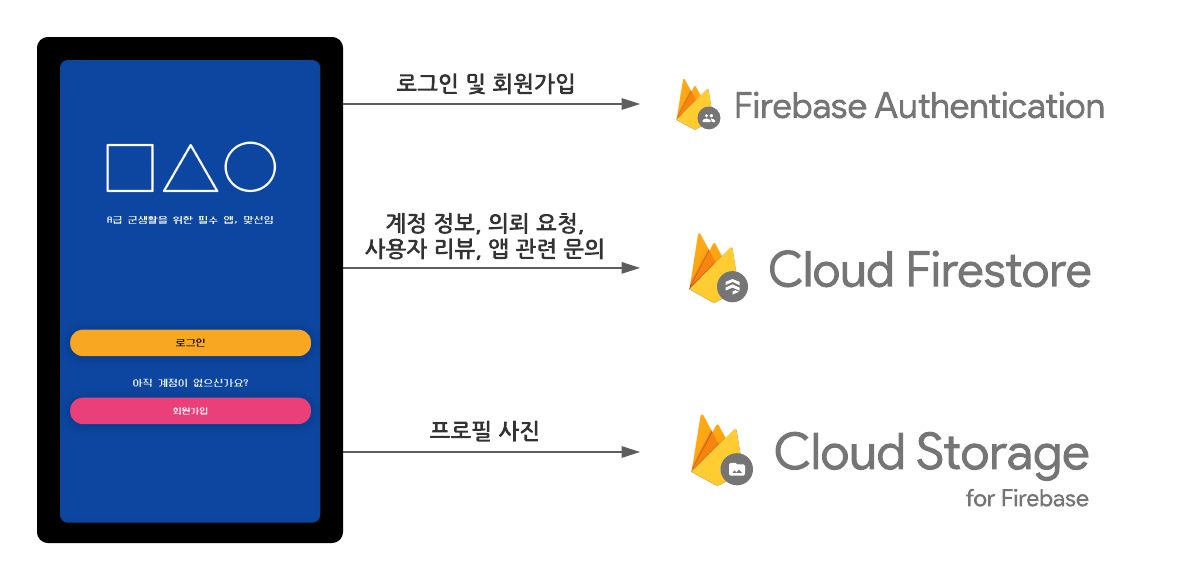 A급 군생활을 위한 필수 앱, 맞선임
로그인
아직 계정이 없으신가요?
회원가입
로그인 및 회원가입
Firebase Authentication
계정 정보, 의뢰 요청,
사용자 리뷰, 앱 관련 문의
Cloud Firestore
프로필 사진
Cloud Storage
for Firebase